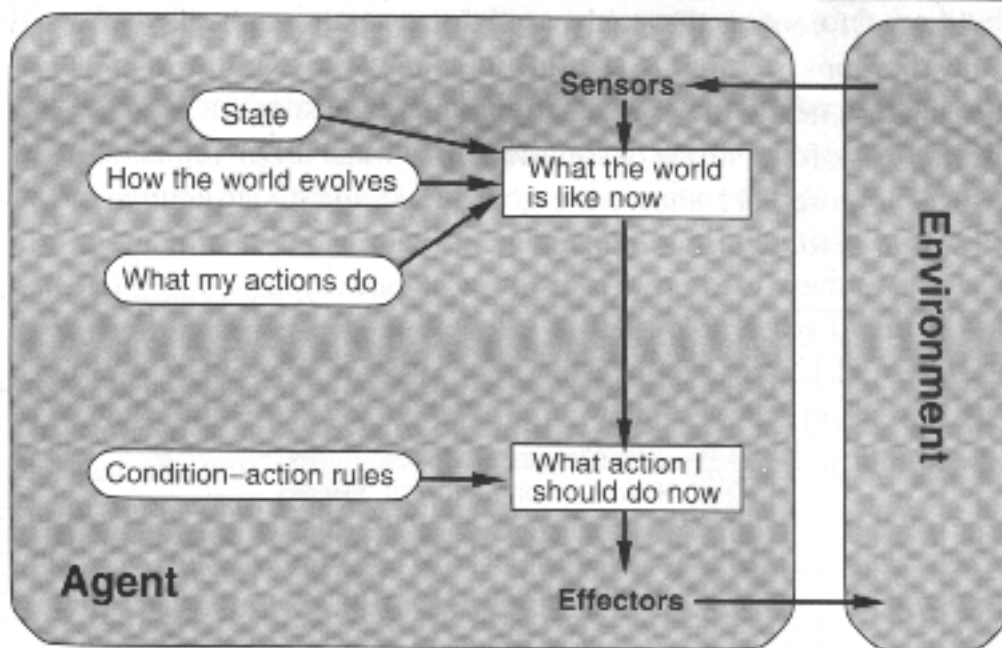 Sensors
State
What the world
is like now
How the world evolves
What my actions do
Condition–action rules
What action I
should do now
Agent
Effectors
Environment